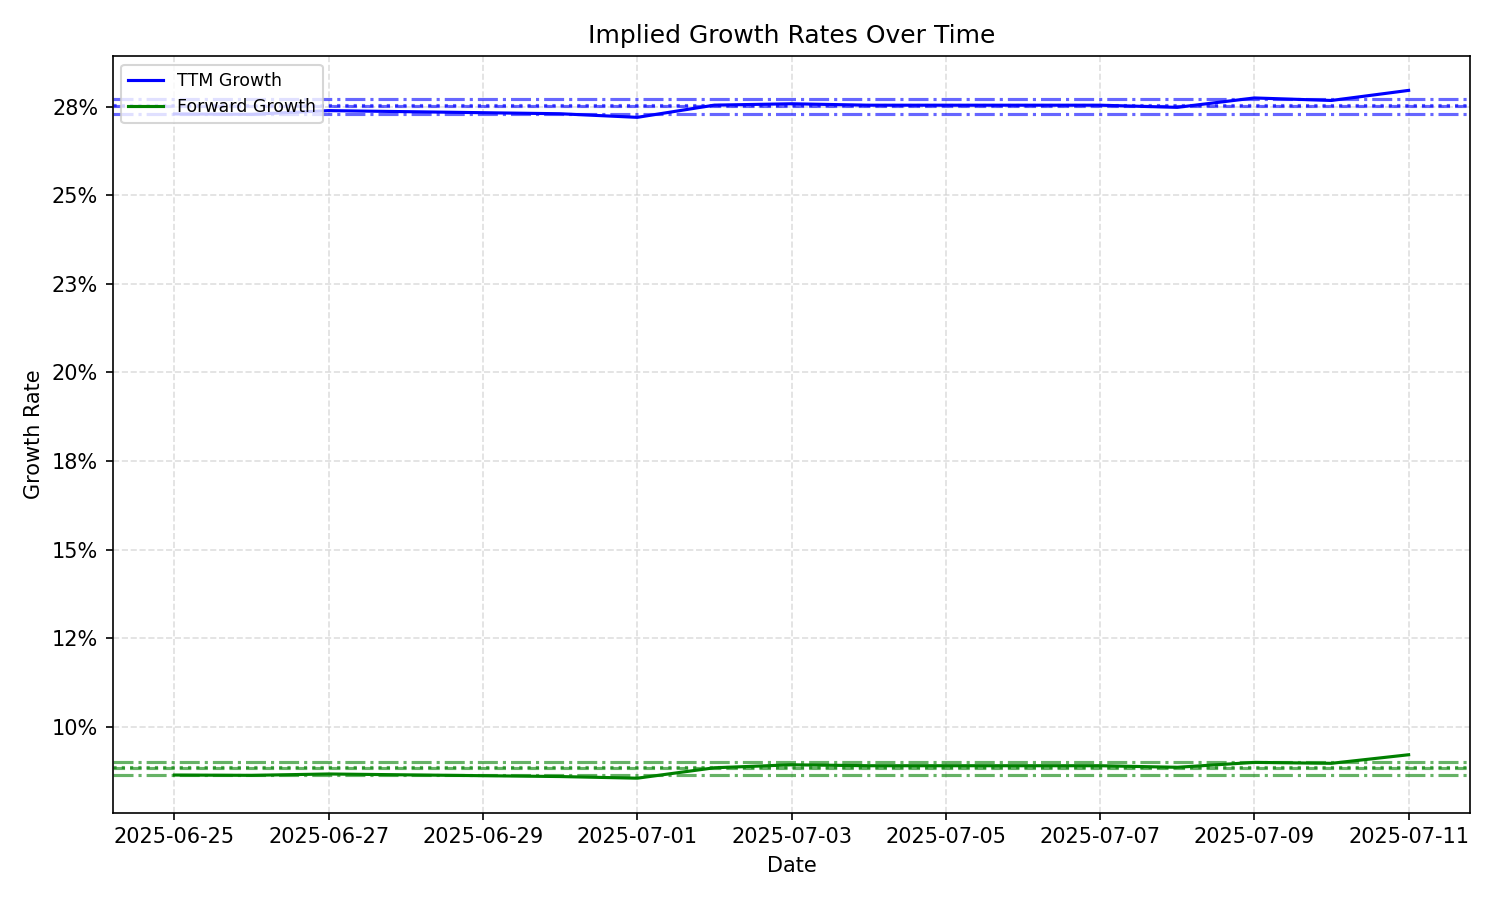 Implied Growth Rates Over Time
TTM Growth
Forward Growth
28%
25%
23%
20%
18%
15%
12%
10%
Growth Rate
2025-06-25 2025-06-27 2025-06-29 2025-07-01 2025-07-03 2025-07-05 2025-07-07 2025-07-09 2025-07-11
Date